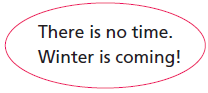 There is no time.
Winter is coming!